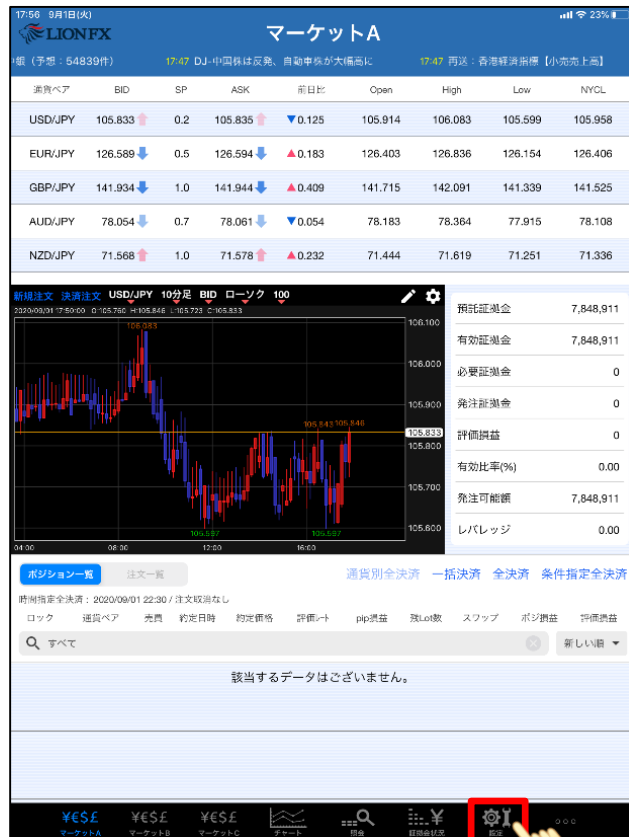 17:56 9月1日(火) 23%
LION FX マーケットA
報（予想：54839件） 17:47 DJ-中国株は反発、自動車株が大幅高に 17:47 再送：香港経済指標【小売売上高】
通貨ペア BID SP ASK 前日比 Open High Low NYCL
USD/JPY 105.833 0.2 105.835 ▼0.125 105.914 106.083 105.599 105.958
EUR/JPY 126.589 0.5 126.594 ▲0.183 126.403 126.836 126.154 126.406
GBP/JPY 141.934 1.0 141.944 ▲0.409 141.715 142.091 141.339 141.525
AUD/JPY 78.054 0.7 78.061 ▼0.054 78.183 78.364 77.915 78.108
NZD/JPY 71.568 1.0 71.578 ▲0.232 71.444 71.619 71.251 71.336
新規注文 決済注文 USD/JPY 10分足 BID ローソク 100
2020/09/01 17:50:00 O:105.760 H:105.846 L:105.723 C:105.833
106.083
105.843 105.846
105.597 105.597
106.100
106.000
105.900
105.833
105.800
105.700
105.600
04:00 08:00 12:00 16:00
預託証拠金 7,848,911
有効証拠金 7,848,911
必要証拠金 0
発注証拠金 0
評価損益 0
有効比率(%) 0.00
発注可能額 7,848,911
レバレッジ 0.00
ポジション一覧 注文一覧 通貨別全決済 一括決済 全決済 条件指定全決済
時間指定全決済：2020/09/01 22:30 / 注文取消なし
ロック 通貨ペア 売買 約定日時 約定価格 評価レート pip損益 残Lot数 スワップ ポジ損益 評価損益
すべて 新しい順 ▼
該当するデータはございません。
¥€$£ ¥€$£ ¥€$£
マーケットA マーケットB マーケットC チャート 照会 証拠金状況 設定